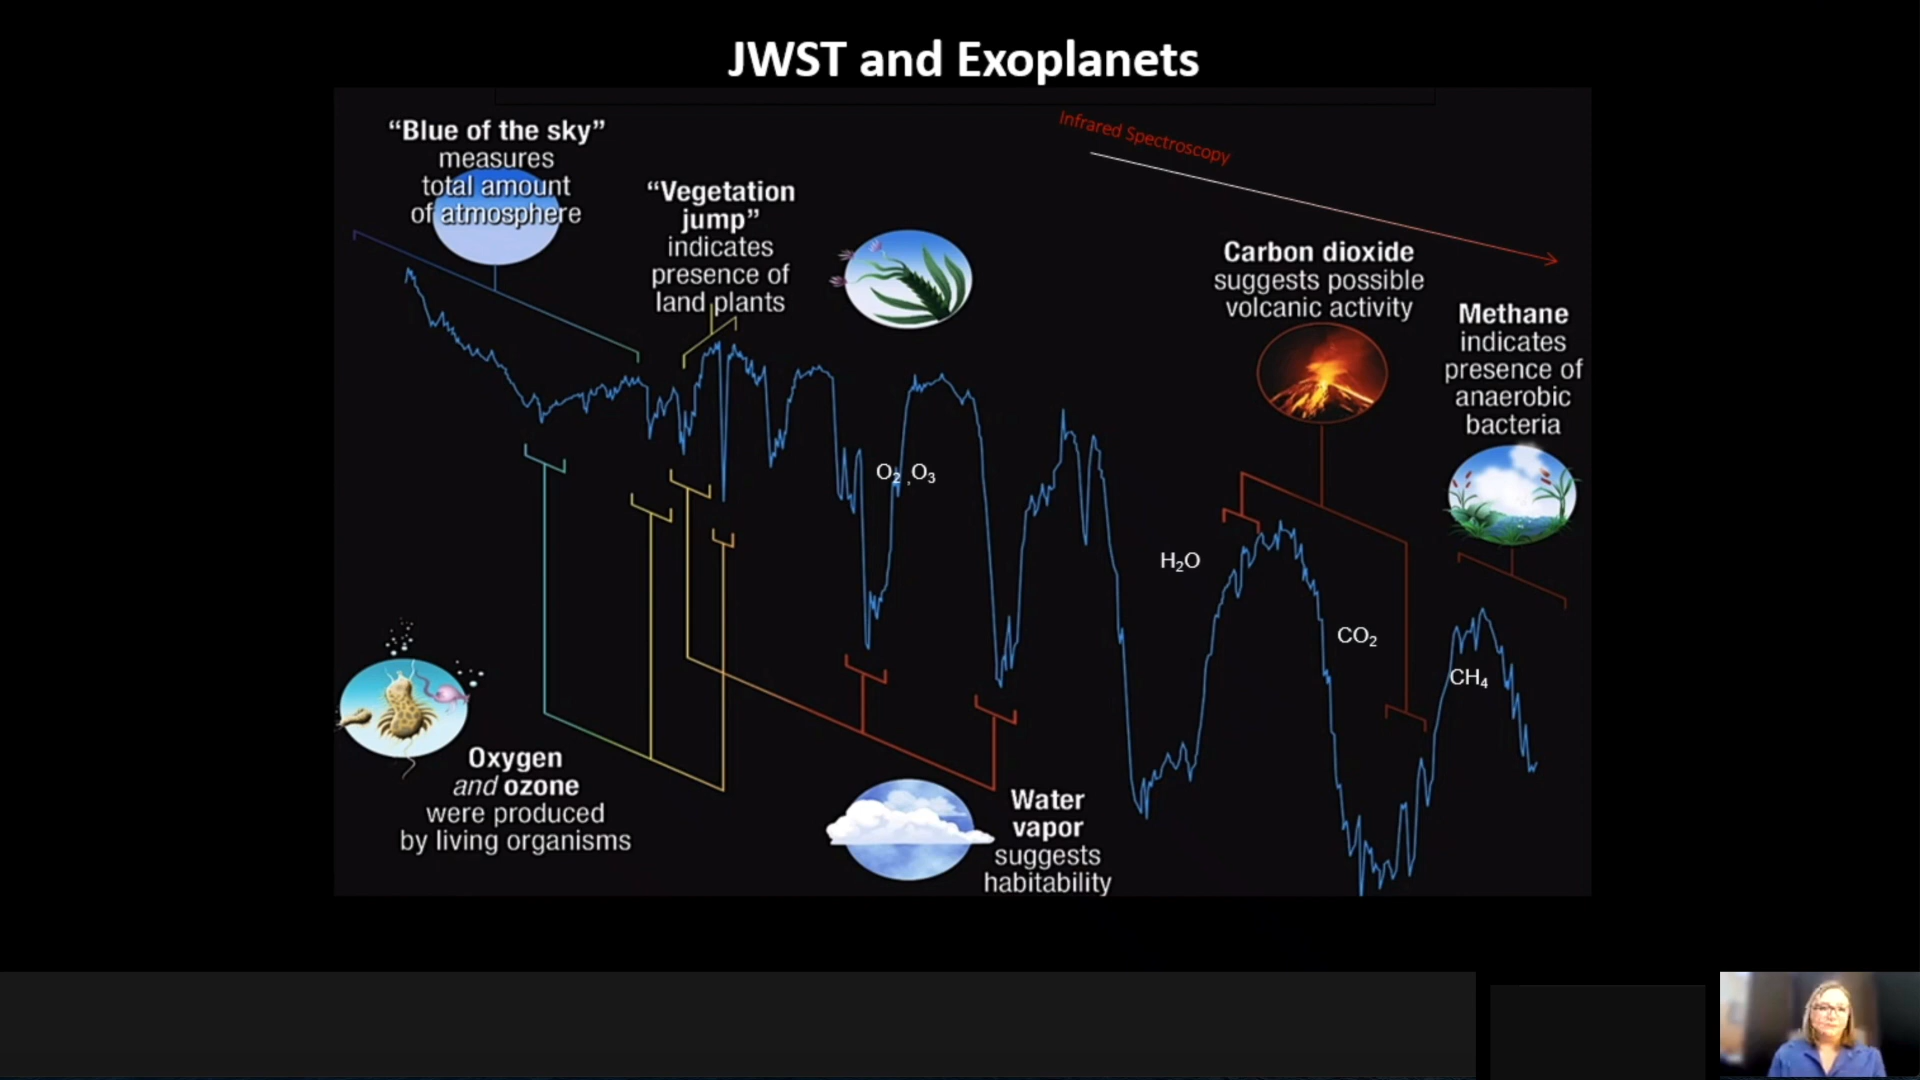 JWST and Exoplanets
“Blue of the sky”
measures
total amount
of atmosphere
“Vegetation
jump”
indicates
presence of
land plants
Infrared Spectroscopy
Carbon dioxide
suggests possible
volcanic activity
Methane
indicates
presence of
anaerobic
bacteria
O₂ ,O₃
H₂O
CO₂
CH₄
Oxygen
and ozone
were produced
by living organisms
Water
vapor
suggests
habitability